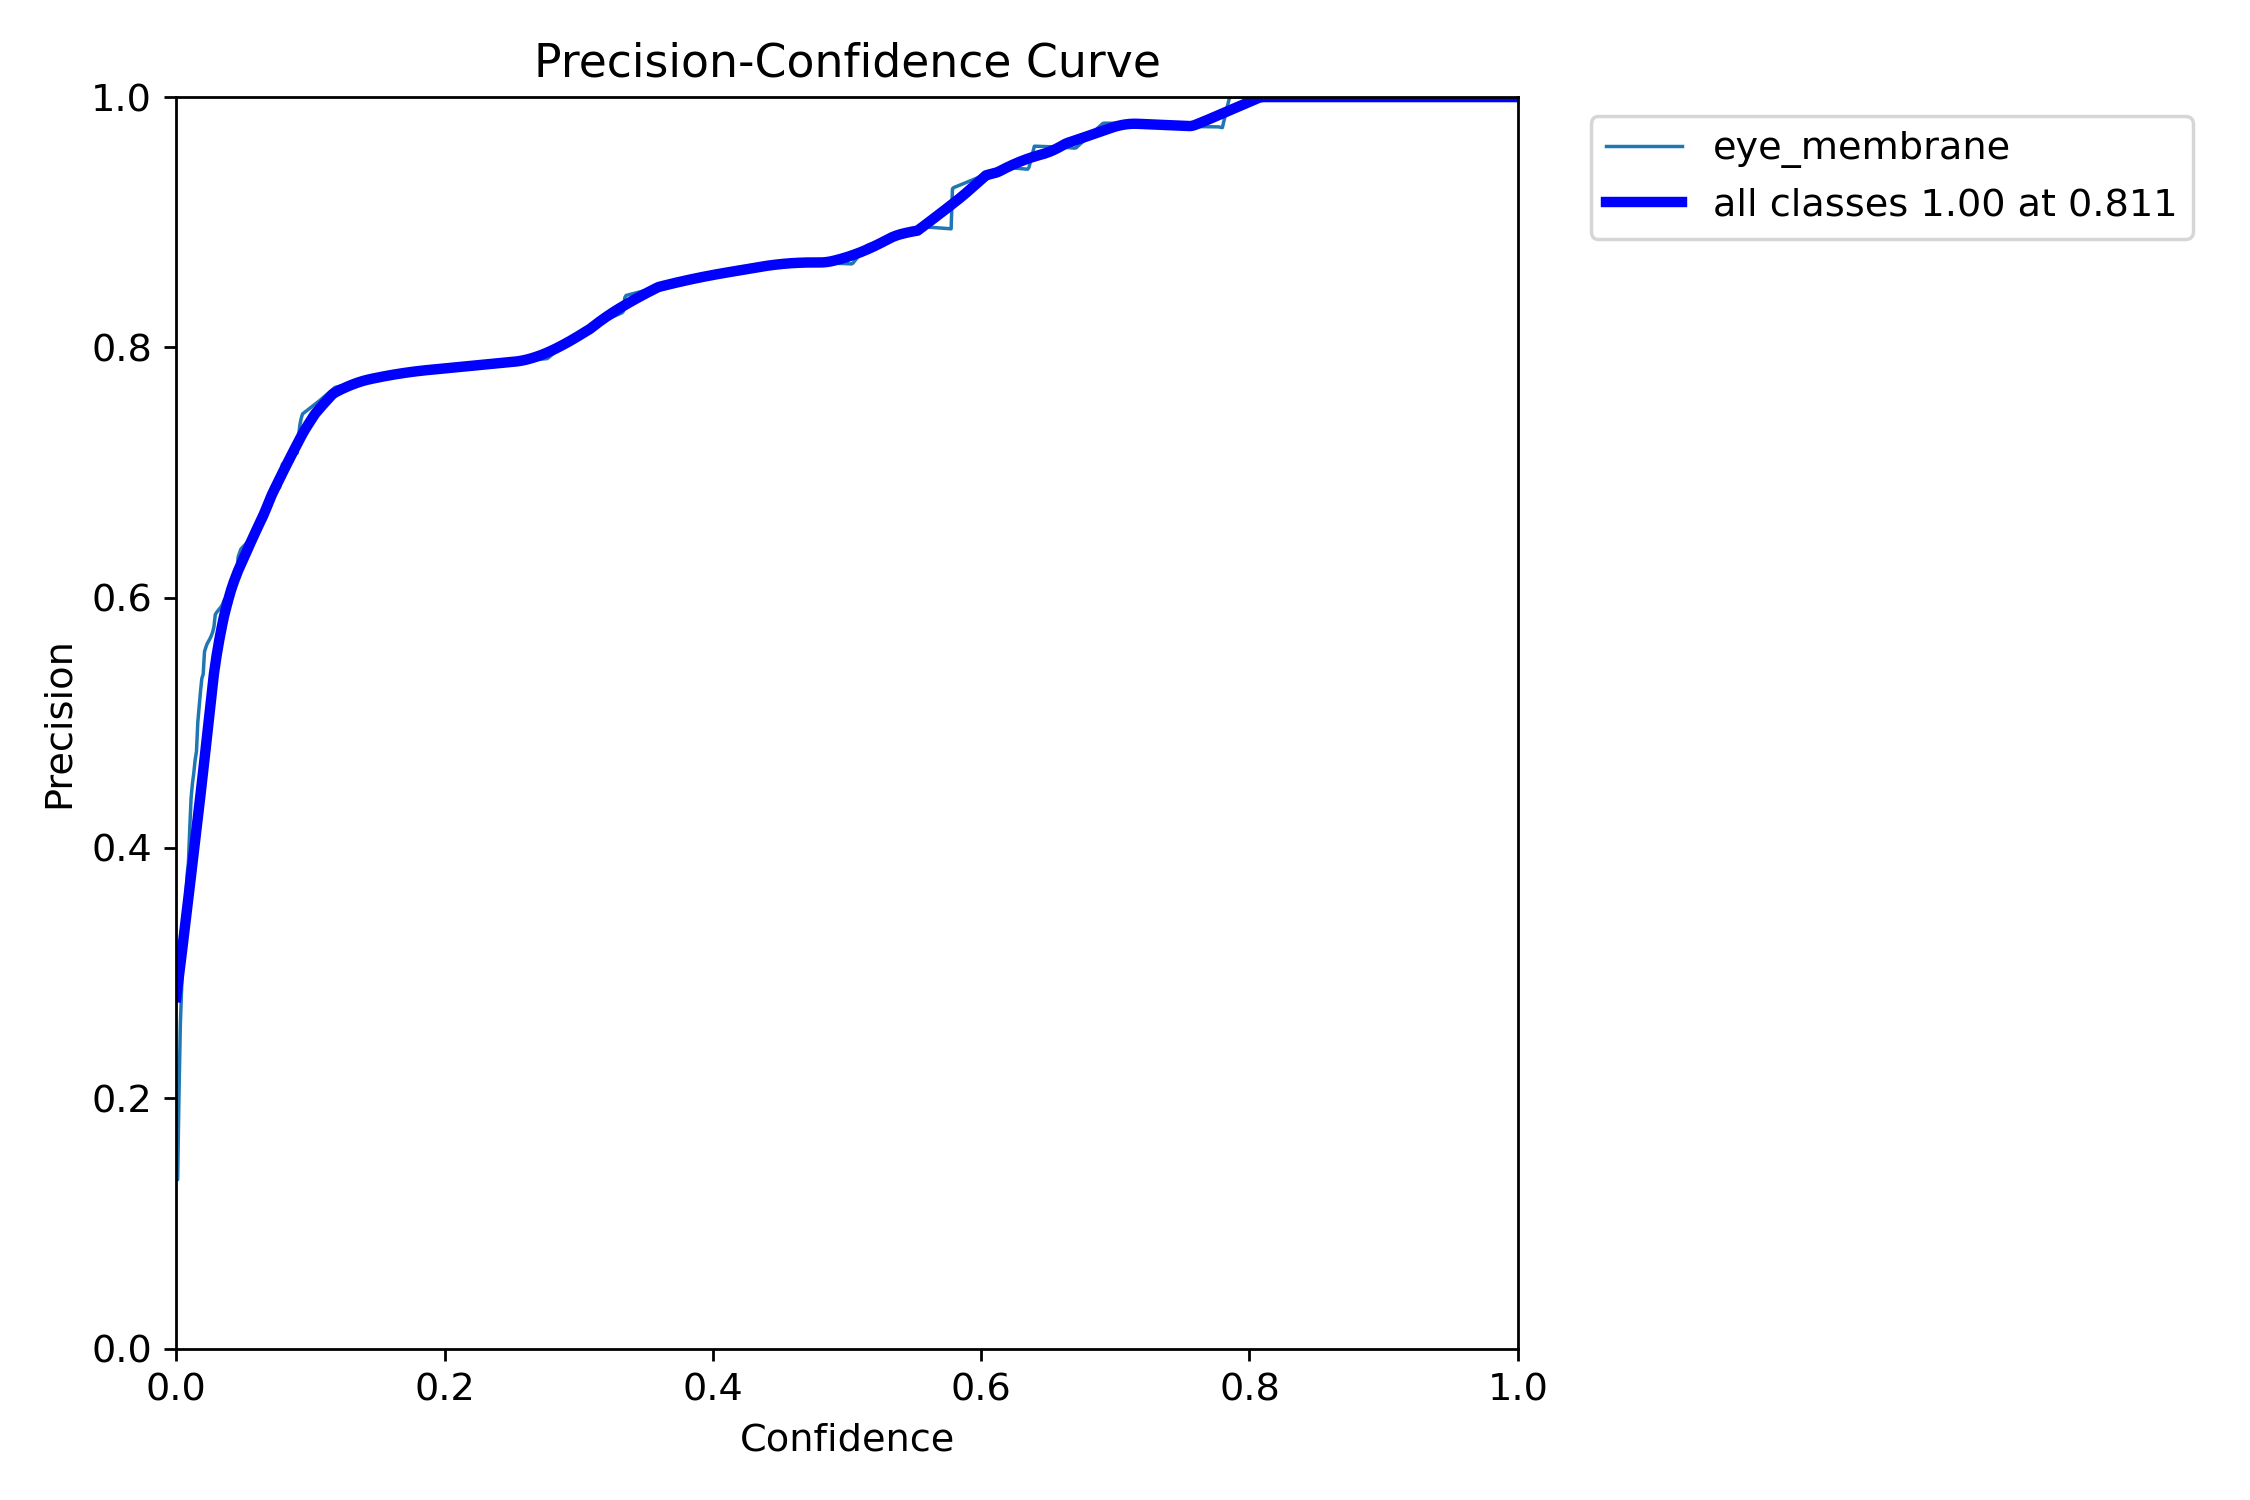 Precision-Confidence Curve
1.0
0.8
0.6
0.4
0.2
0.0
Precision
0.0 0.2 0.4 0.6 0.8 1.0
Confidence
eye_membrane
all classes 1.00 at 0.811